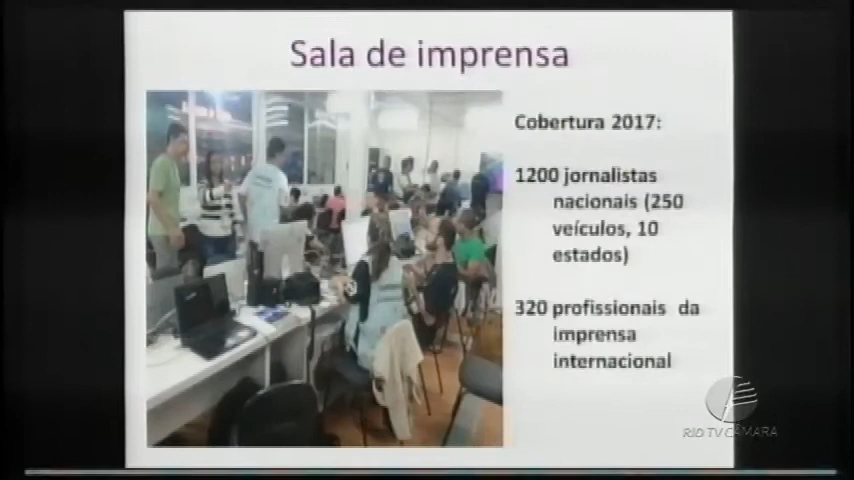 Sala de imprensa
Cobertura 2017:
1200 jornalistas
nacionais (250
veículos, 10
estados)
320 profissionais da
imprensa
internacional
RIO TV CÂMARA